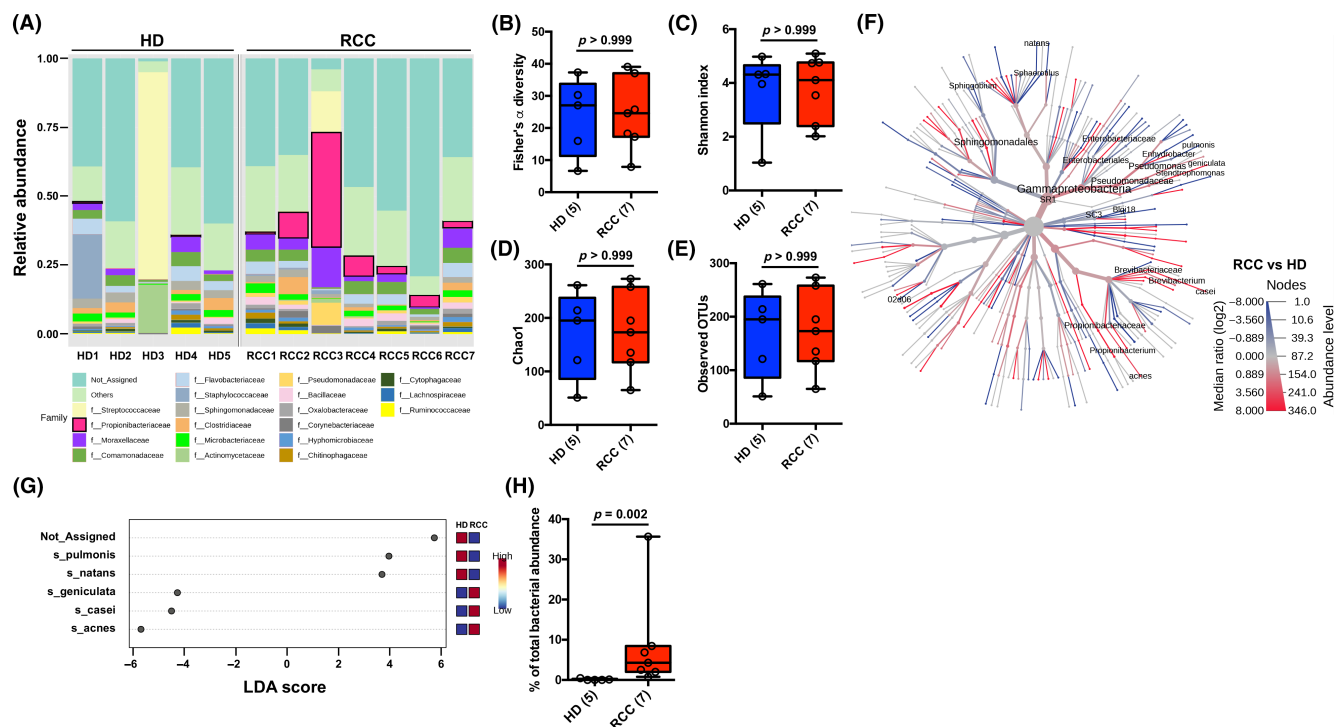 (A)
HD
RCC
Relative abundance
1.00
0.75
0.50
0.25
0.00
HD1 HD2 HD3 HD4 HD5 RCC1 RCC2 RCC3 RCC4 RCC5 RCC6 RCC7
Family
Not_Assigned
Others
f__Streptococcaceae
f__Propionibacteriaceae
f__Moraxellaceae
f__Comamonadaceae
f__Flavobacteriaceae
f__Staphylococcaceae
f__Sphingomonadaceae
f__Clostridiaceae
f__Microbacteriaceae
f__Actinomycetaceae
f__Pseudomonadaceae
f__Bacillaceae
f__Oxalobacteraceae
f__Corynebacteriaceae
f__Hyphomicrobiaceae
f__Chitinophagaceae
f__Cytophagaceae
f__Lachnospiraceae
f__Ruminococcaceae
(B)
p > 0.999
Fisher's α diversity
50
40
30
20
10
0
HD (5)
RCC (7)
(C)
p > 0.999
Shannon index
6
4
2
0
HD (5)
RCC (7)
(D)
p > 0.999
Chao1
300
200
100
0
HD (5)
RCC (7)
(E)
p > 0.999
Observed OTUs
300
200
100
0
HD (5)
RCC (7)
(F)
natans
Sphaerotilus
Sphingobium
Sphingomonadales
Enterobacteriaceae
pulmonis
Enterobacteriales
Enhydrobacter
Pseudomonas geniculata
Stenotrophomonas
Pseudomonadaceae
Gammaproteobacteria
SR1
SC3
Blgi18
Brevibacteriaceae
Brevibacterium
casei
02d06
Propionibacteriaceae
Propionibacterium
acnes
RCC vs HD
Nodes
Median ratio (log2)
Abundance level
-8.000 1.0
-3.560 10.6
-0.889 39.3
0.000 87.2
0.889 154.0
3.556 241.0
8.000 346.0
(G)
Not_Assigned
s_pulmonis
s_natans
s_geniculata
s_casei
s_acnes
HD RCC
High
Low
−6 −4 −2 0 2 4 6
LDA score
(H)
p = 0.002
% of total bacterial abundance
40
30
20
10
0
HD (5)
RCC (7)